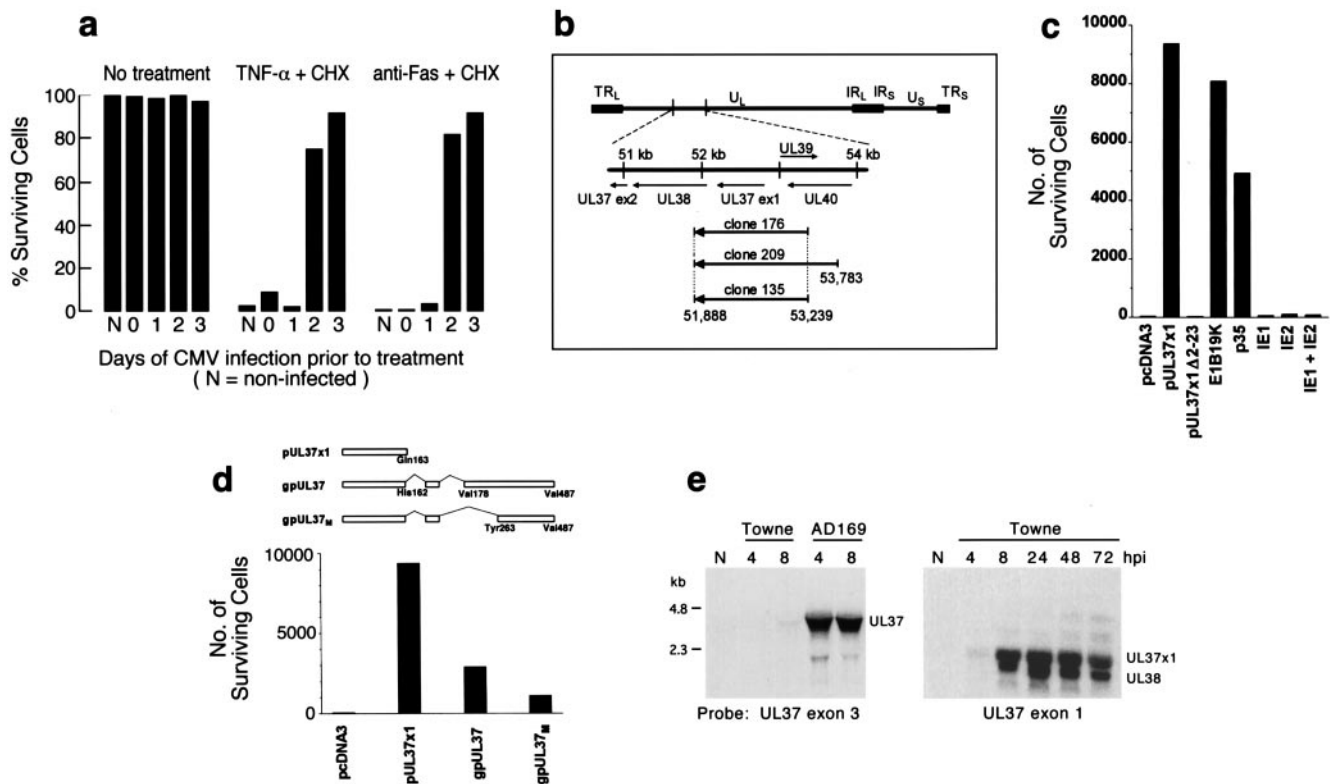 a
No treatment TNF-α + CHX anti-Fas + CHX
% Surviving Cells
100
80
60
40
20
0
N 0 1 2 3 N 0 1 2 3 N 0 1 2 3
Days of CMV infection prior to treatment
( N = non-infected )
b
TRL UL IRL IRS US TRS
51 kb 52 kb UL39 54 kb
UL37 ex2 UL38 UL37 ex1 UL40
clone 176
clone 209
53,783
clone 135
51,888 53,239
c
No. of
Surviving Cells
10000
8000
6000
4000
2000
0
pcDNA3
pUL37x1
pUL37x1Δ2-23
E1B19K
p35
IE1
IE2
IE1 + IE2
d
pUL37x1
Gln163
gpUL37
His162 Val178 Val487
gpUL37M
Tyr263 Val487
No. of
Surviving Cells
10000
5000
0
pcDNA3
pUL37x1
gpUL37
gpUL37M
e
Towne AD169
N 4 8 4 8
kb
4.8
2.3
UL37
Probe: UL37 exon 3
Towne
N 4 8 24 48 72 hpi
UL37x1
UL38
UL37 exon 1